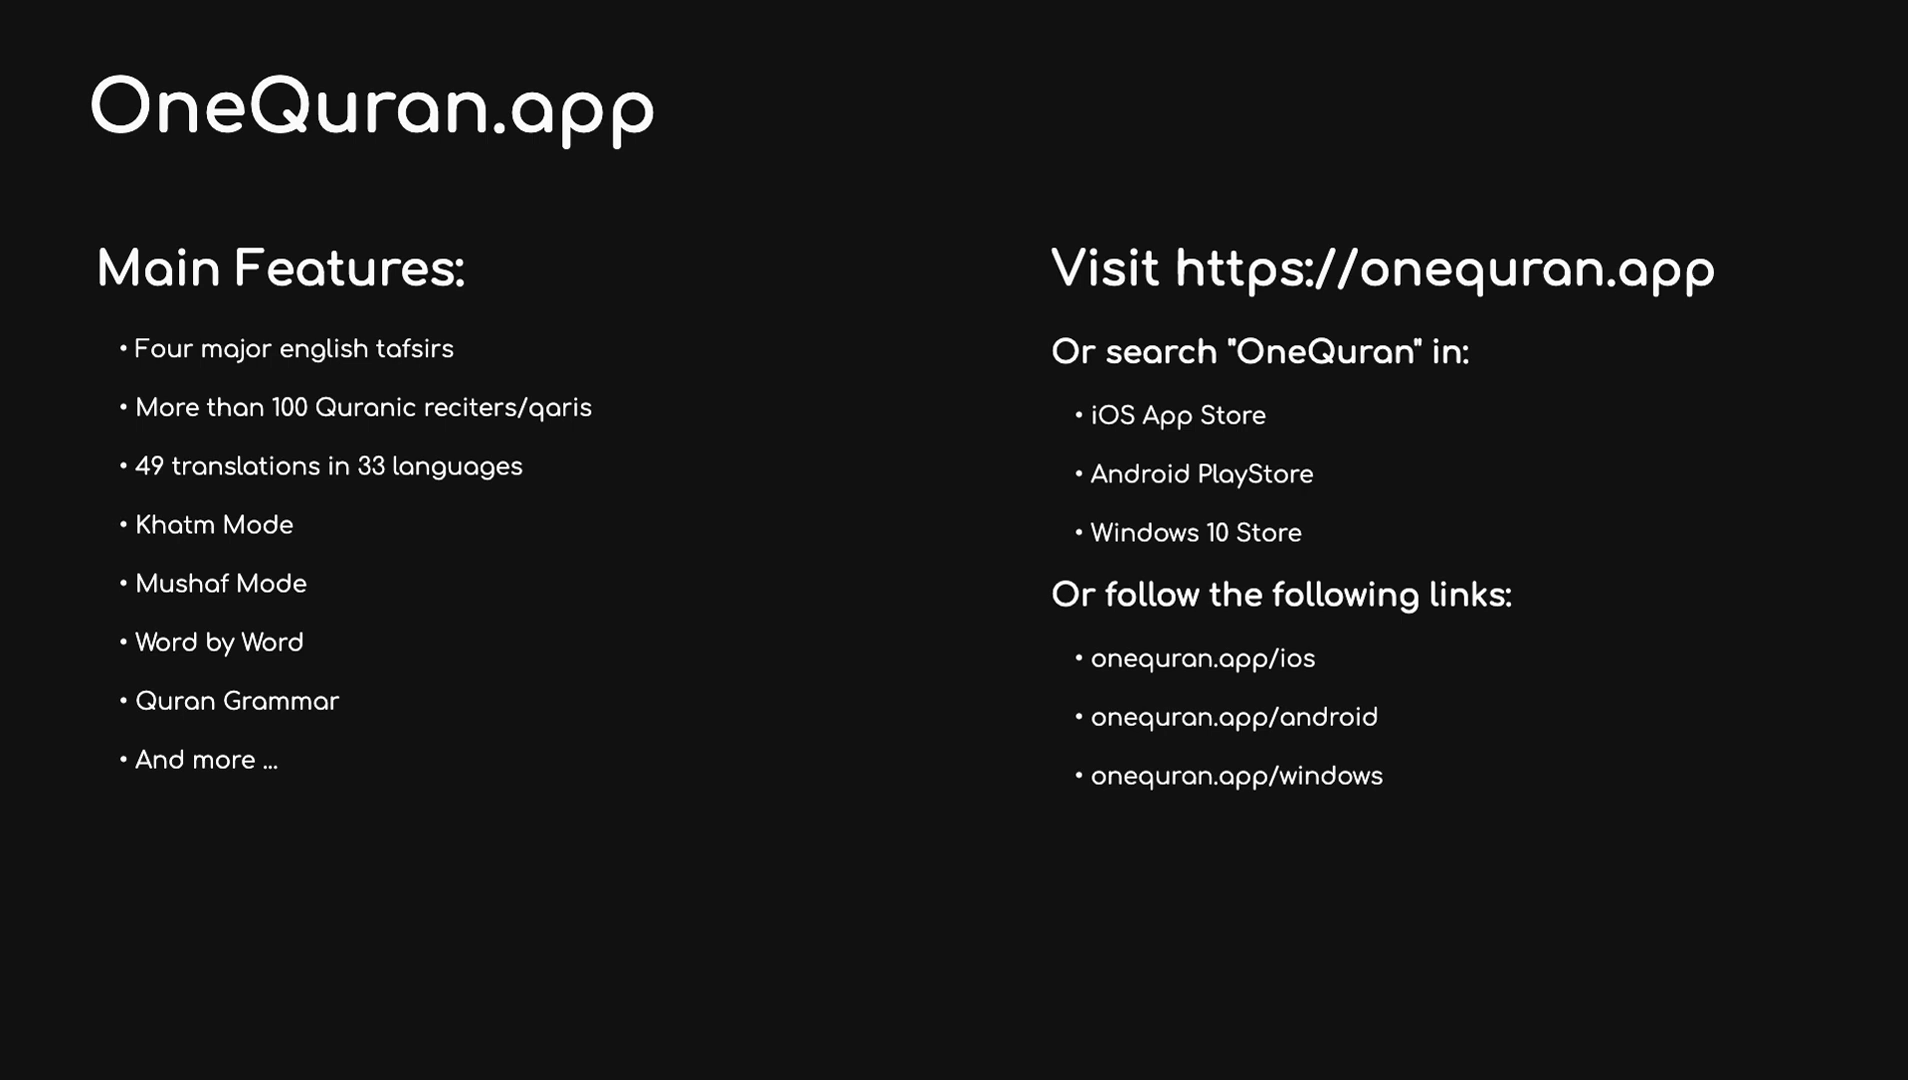 OneQuran.app
Main Features:
• Four major english tafsirs
• More than 100 Quranic reciters/qaris
• 49 translations in 33 languages
• Khatm Mode
• Mushaf Mode
• Word by Word
• Quran Grammar
• And more ...
Visit https://onequran.app
Or search "OneQuran" in:
• iOS App Store
• Android PlayStore
• Windows 10 Store
Or follow the following links:
• onequran.app/ios
• onequran.app/android
• onequran.app/windows